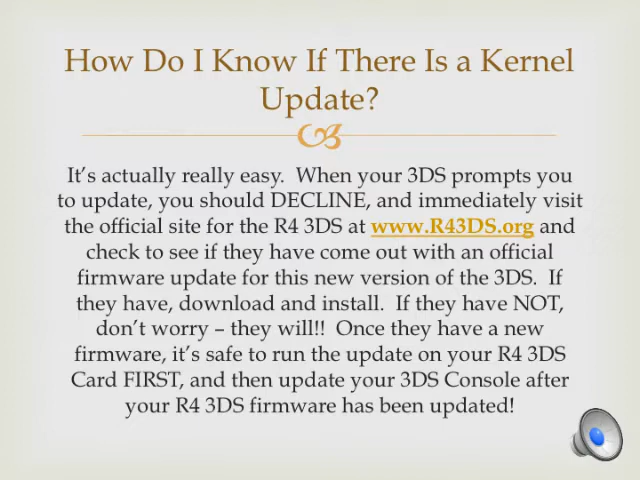 How Do I Know If There Is a Kernel
Update?
It’s actually really easy.  When your 3DS prompts you
to update, you should DECLINE, and immediately visit
the official site for the R4 3DS at www.R43DS.org and
check to see if they have come out with an official
firmware update for this new version of the 3DS.  If
they have, download and install.  If they have NOT,
don’t worry – they will!!  Once they have a new
firmware, it’s safe to run the update on your R4 3DS
Card FIRST, and then update your 3DS Console after
your R4 3DS firmware has been updated!